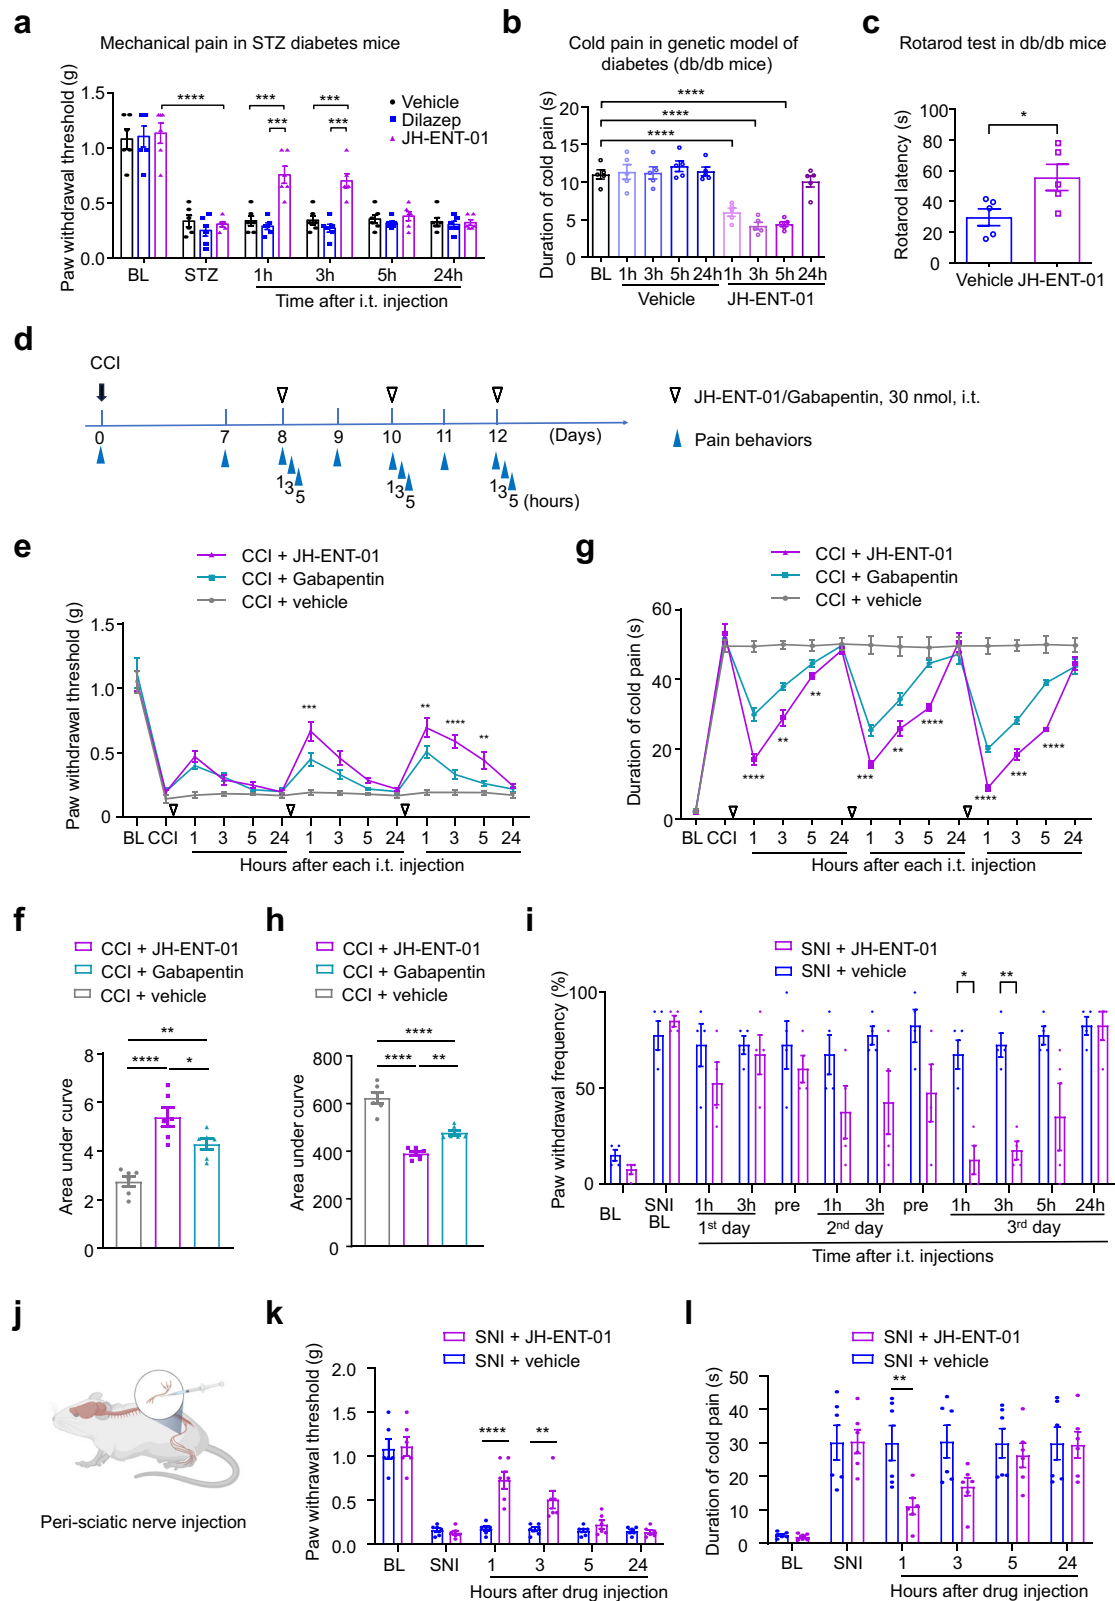 a
Mechanical pain in STZ diabetes mice
Paw withdrawal threshold (g)
1.5
1.0
0.5
0.0
****
***
***
***
***
Vehicle
Dilazep
JH-ENT-01
BL STZ 1h 3h 5h 24h
Time after i.t. injection
b
Cold pain in genetic model of
diabetes (db/db mice)
Duration of cold pain (s)
20
15
10
5
0
****
****
****
BL 1h 3h 5h 24h 1h 3h 5h 24h
Vehicle JH-ENT-01
c
Rotarod test in db/db mice
Rotarod latency (s)
100
80
60
40
20
0
*
Vehicle JH-ENT-01
d
CCI
0 7 8 9 10 11 12 (Days)
1 3 5 1 3 5 1 3 5 (hours)
JH-ENT-01/Gabapentin, 30 nmol, i.t.
Pain behaviors
e
CCI + JH-ENT-01
CCI + Gabapentin
CCI + vehicle
Paw withdrawal threshold (g)
1.5
1.0
0.5
0
*** ** **** **
BL CCI 1 3 5 24 1 3 5 24 1 3 5 24
Hours after each i.t. injection
g
CCI + JH-ENT-01
CCI + Gabapentin
CCI + vehicle
Duration of cold pain (s)
60
40
20
0
**** ** ** *** ** **** **** *** ****
BL CCI 1 3 5 24 1 3 5 24 1 3 5 24
Hours after each i.t. injection
f
CCI + JH-ENT-01
CCI + Gabapentin
CCI + vehicle
Area under curve
8
6
4
2
0
**
**** *
h
CCI + JH-ENT-01
CCI + Gabapentin
CCI + vehicle
Area under curve
800
600
400
200
0
****
**** **
i
SNI + JH-ENT-01
SNI + vehicle
Paw withdrawal frequency (%)
100
50
0
* **
BL SNI BL 1h 3h pre 1h 3h pre 1h 3h 5h 24h
1st day 2nd day 3rd day
Time after i.t. injections
j
Peri-sciatic nerve injection
k
SNI + JH-ENT-01
SNI + vehicle
Paw withrawal threshold (g)
2.0
1.5
1.0
0.5
0.0
**** **
BL SNI 1 3 5 24
Hours after drug injection
l
SNI + JH-ENT-01
SNI + vehicle
Duration of cold pain (s)
50
40
30
20
10
0
**
BL SNI 1 3 5 24
Hours after drug injection